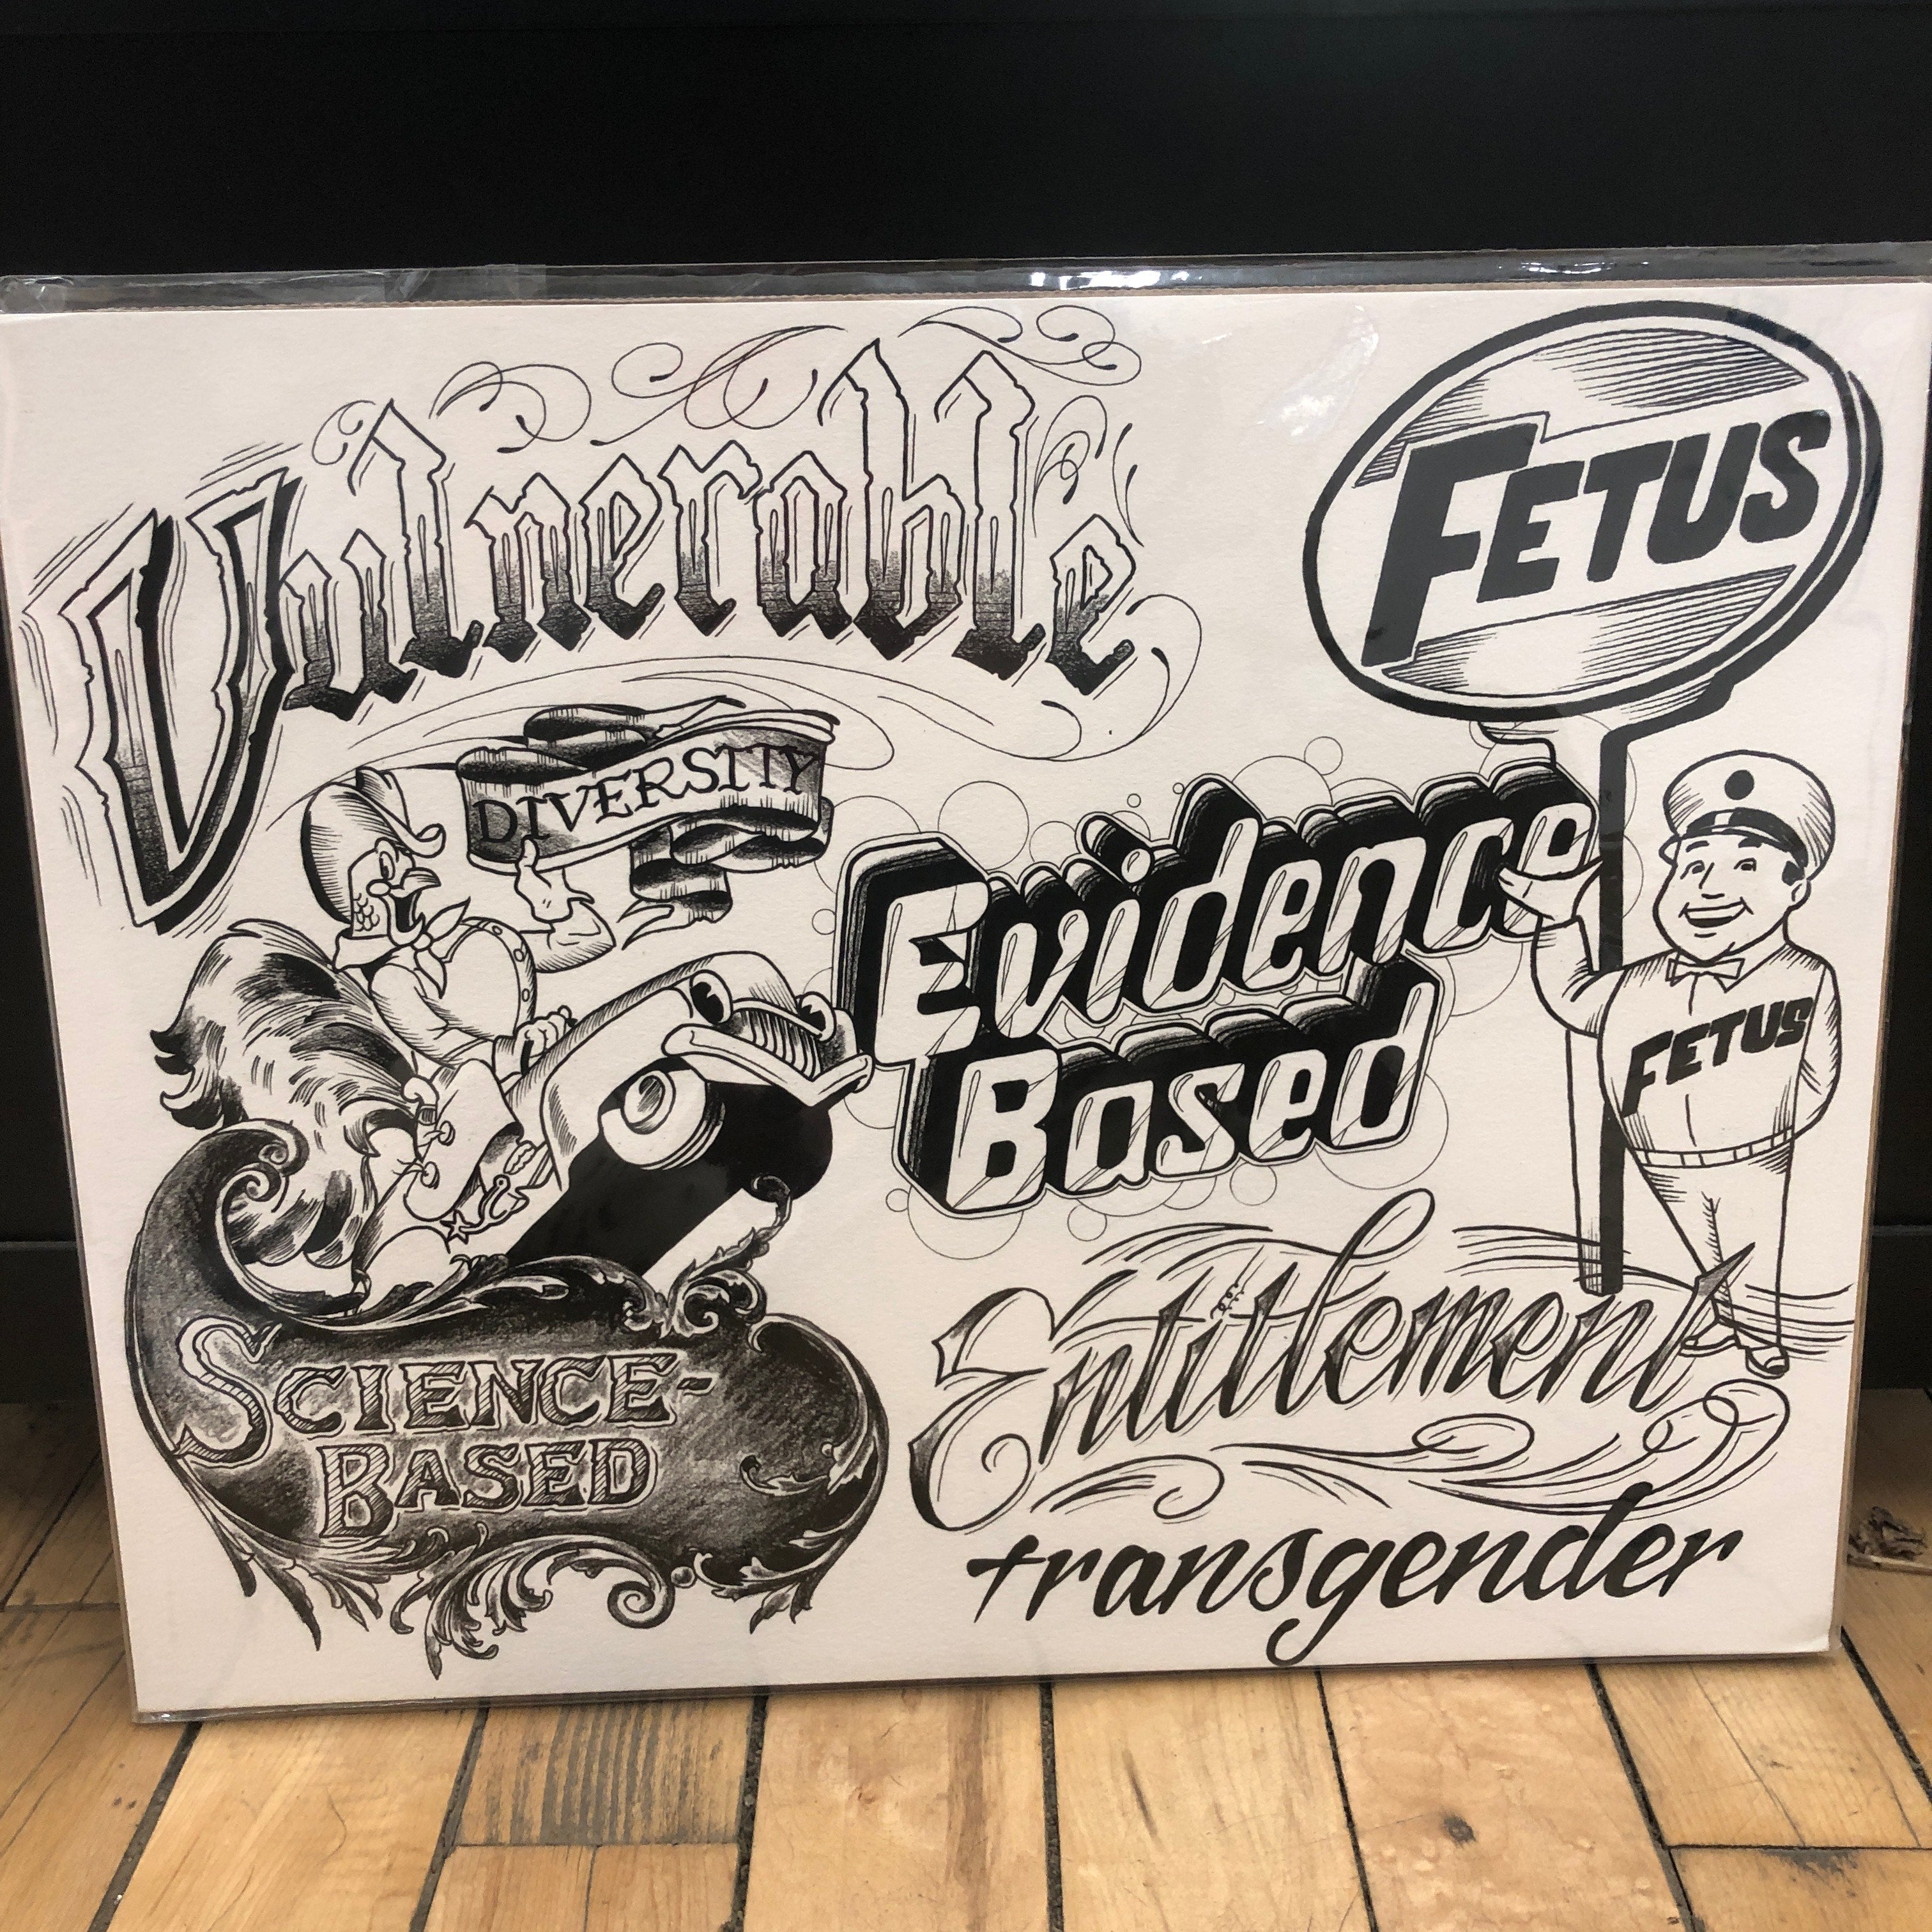 Vulnerable
FETUS
DIVERSITY
Evidence
Based
FETUS
SCIENCE-
BASED
Entitlement
transgender